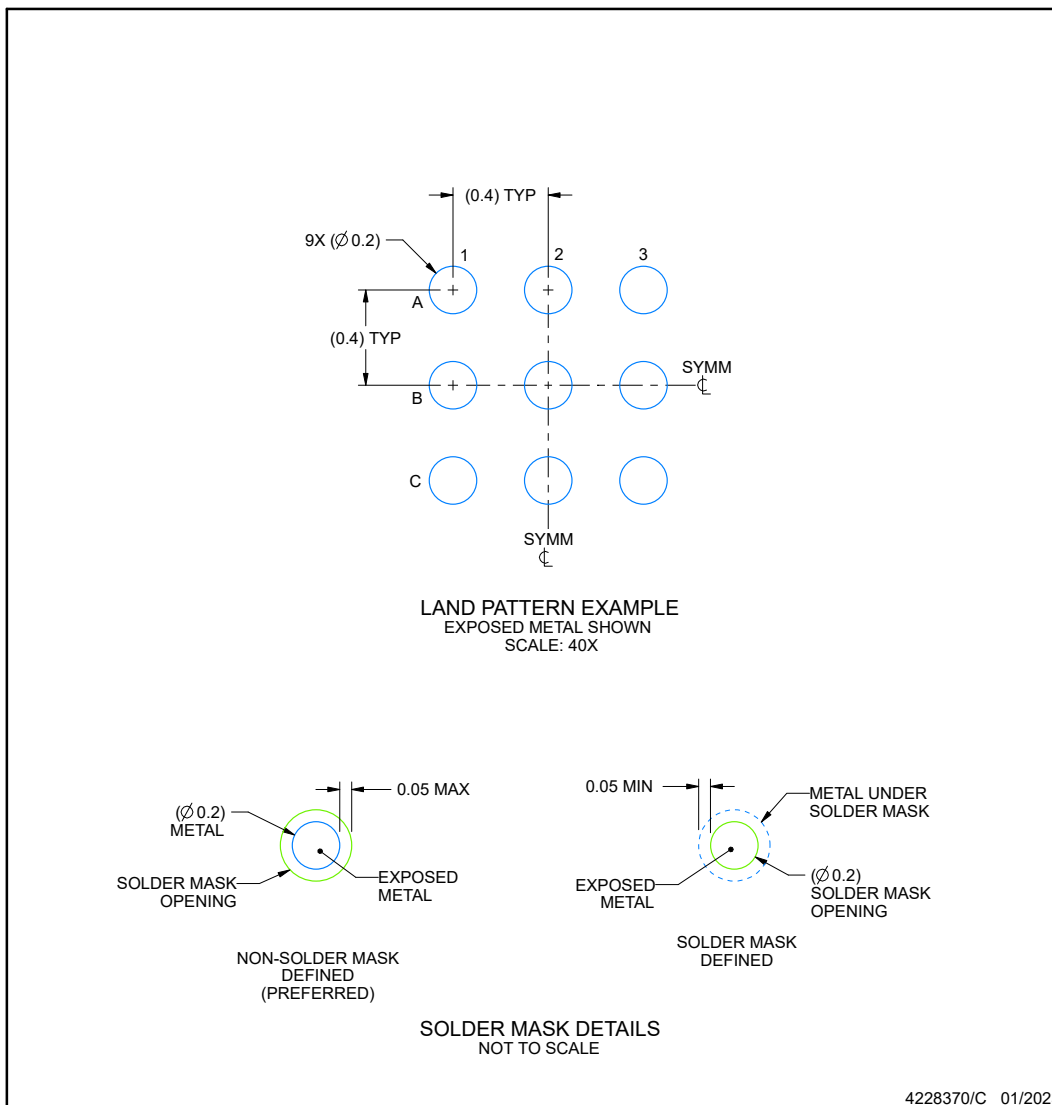 (0.4) TYP
9X (∅0.2)
1
2
3
A
(0.4) TYP
SYMM
℄
B
C
SYMM
℄
LAND PATTERN EXAMPLE
EXPOSED METAL SHOWN
SCALE: 40X
0.05 MAX
(∅0.2)
METAL
SOLDER MASK
OPENING
EXPOSED
METAL
NON-SOLDER MASK
DEFINED
(PREFERRED)
0.05 MIN
METAL UNDER
SOLDER MASK
EXPOSED
METAL
(∅0.2)
SOLDER MASK
OPENING
SOLDER MASK
DEFINED
SOLDER MASK DETAILS
NOT TO SCALE
4228370/C 01/202